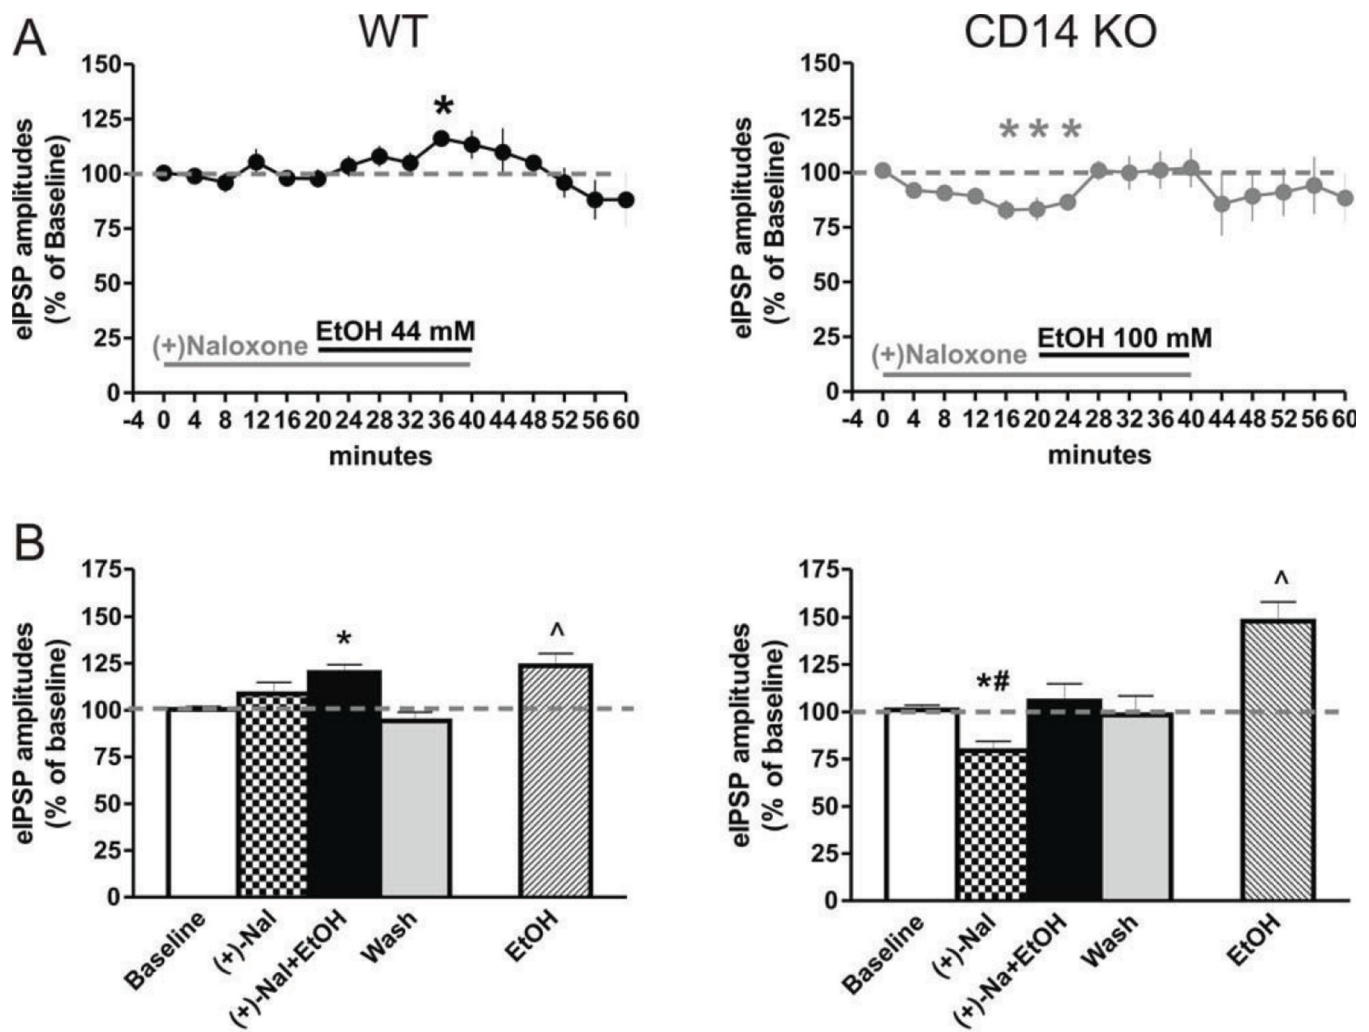 A
WT
CD14 KO
eIPSP amplitudes
(% of Baseline)
150
125
100
75
50
25
0
*
(+)Naloxone
EtOH 44 mM
-4 0 4 8 12 16 20 24 28 32 36 40 44 48 52 56 60
minutes
eIPSP amplitudes
(% of Baseline)
150
125
100
75
50
25
0
* * *
(+)Naloxone
EtOH 100 mM
-4 0 4 8 12 16 20 24 28 32 36 40 44 48 52 56 60
minutes
B
eIPSP amplitudes
(% of baseline)
175
150
125
100
75
50
25
0
*
^
Baseline
(+)-Nal
(+)-Nal+EtOH
Wash
EtOH
eIPSP amplitudes
(% of baseline)
175
150
125
100
75
50
25
0
*#
^
Baseline
(+)-Nal
(+)-Na+EtOH
Wash
EtOH